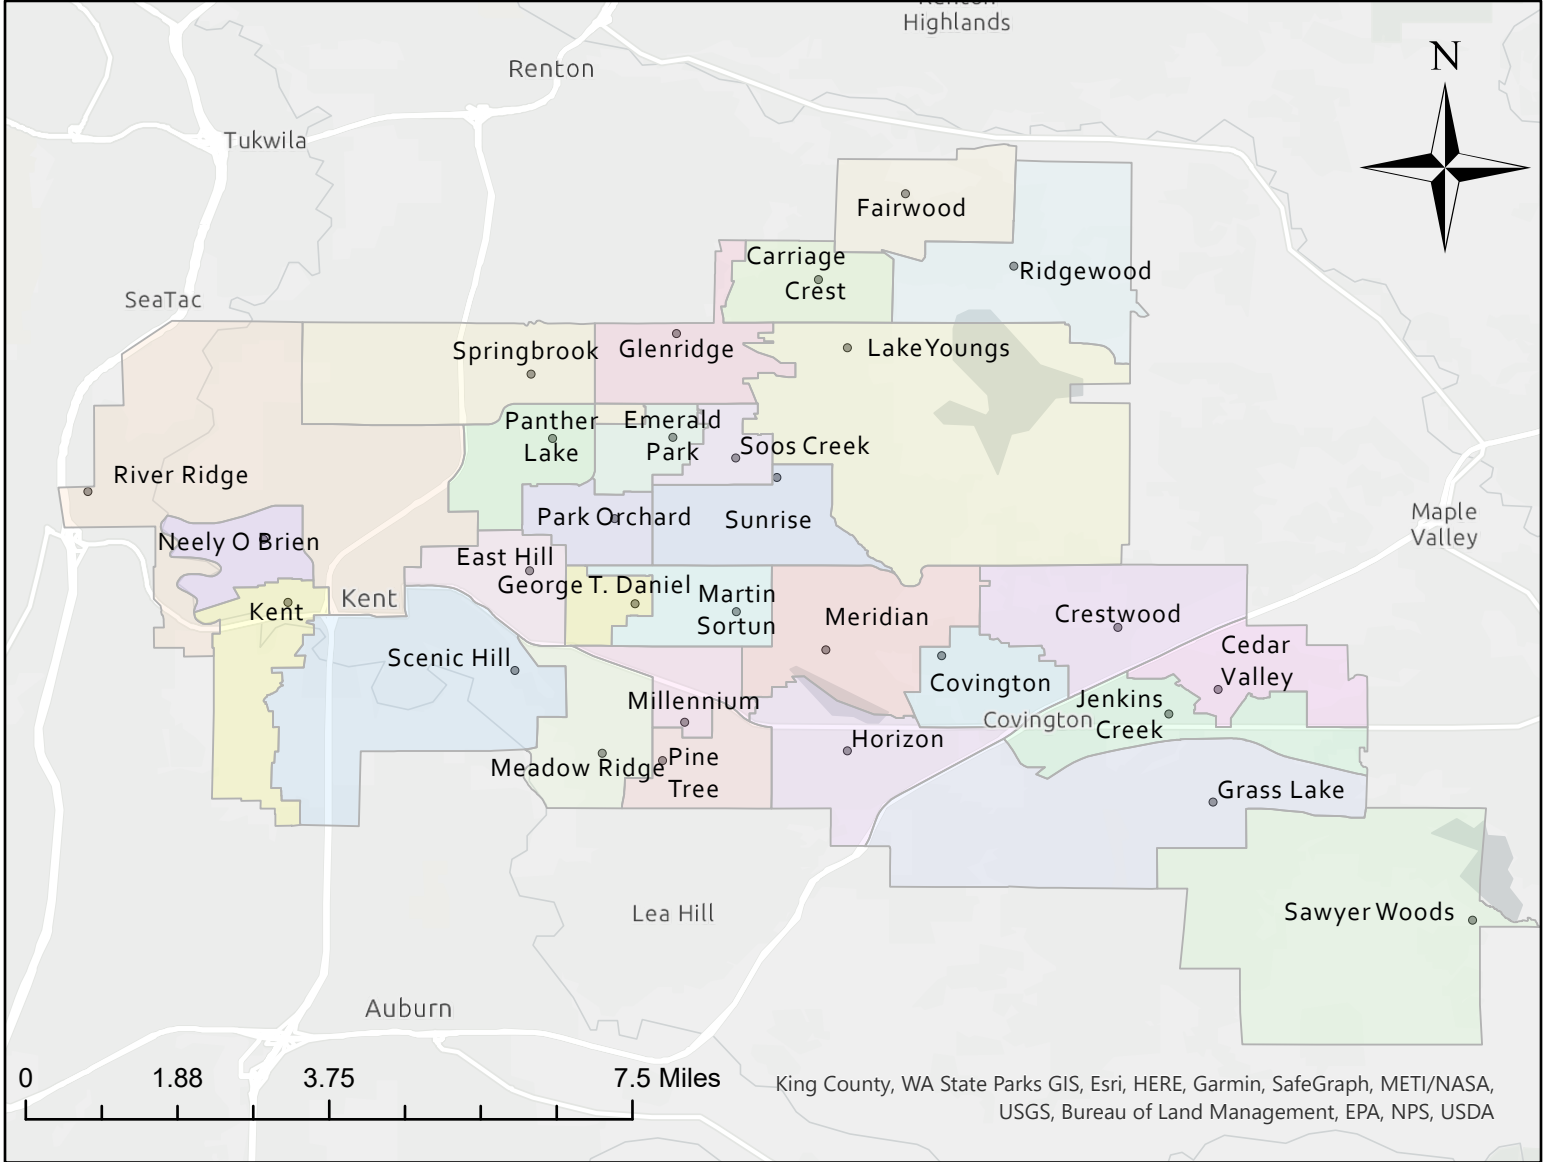 Renton
Highlands
N
Renton
Tukwila
Fairwood
Carriage
Crest
Ridgewood
SeaTac
Springbrook
Glenridge
Lake Youngs
Panther
Lake
Emerald
Park
Soos Creek
River Ridge
Park Orchard
Sunrise
Maple
Valley
Neely O Brien
East Hill
George T. Daniel
Martin
Sortun
Kent
Kent
Meridian
Crestwood
Cedar
Valley
Scenic Hill
Covington
Millennium
Jenkins
Creek
Covington
Horizon
Meadow Ridge
Pine
Tree
Grass Lake
Lea Hill
Sawyer Woods
Auburn
0 1.88 3.75 7.5 Miles
King County, WA State Parks GIS, Esri, HERE, Garmin, SafeGraph, METI/NASA,
USGS, Bureau of Land Management, EPA, NPS, USDA